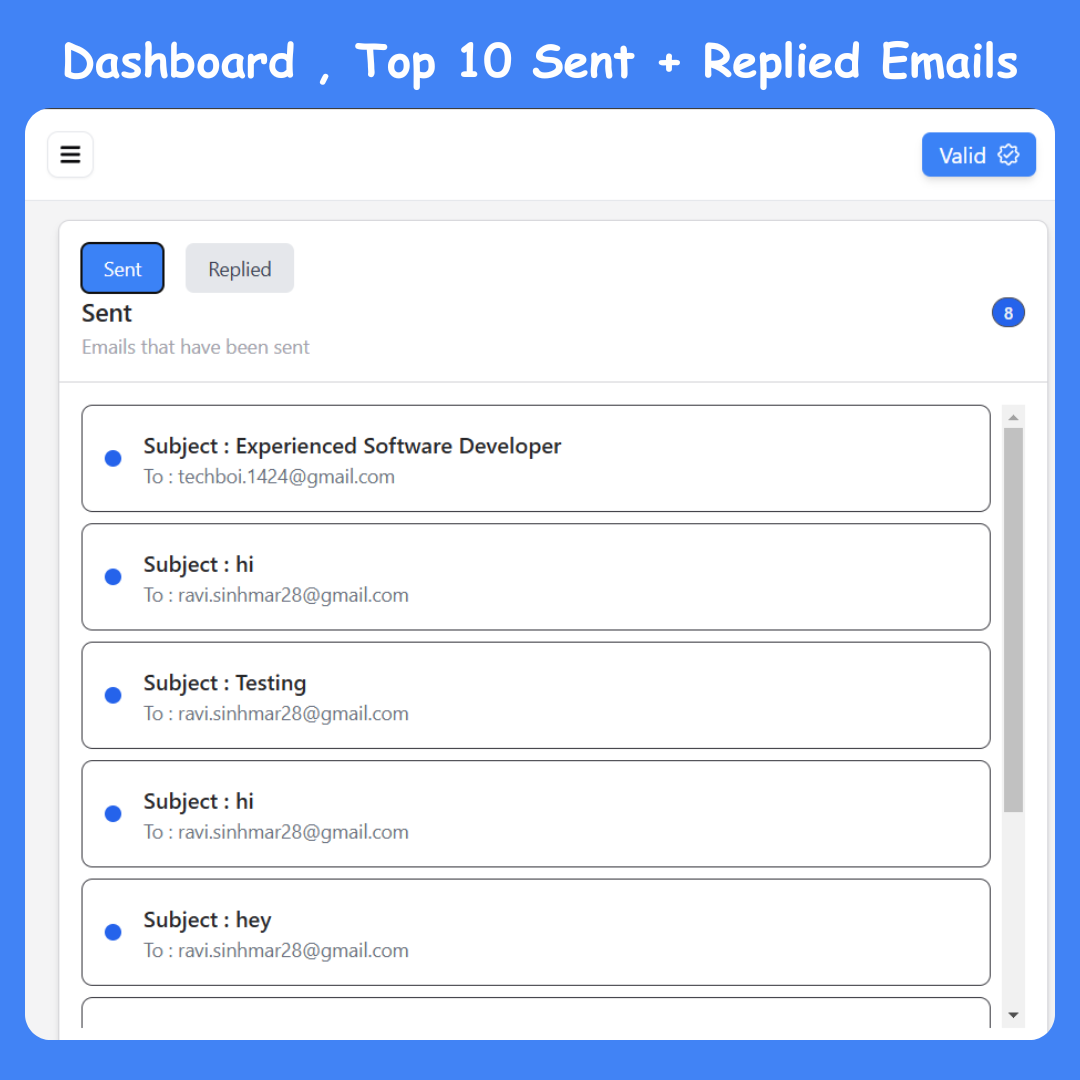 Dashboard , Top 10 Sent + Replied Emails
Valid
Sent
Replied
Sent
8
Emails that have been sent
Subject : Experienced Software Developer
To : techboi.1424@gmail.com
Subject : hi
To : ravi.sinhmar28@gmail.com
Subject : Testing
To : ravi.sinhmar28@gmail.com
Subject : hi
To : ravi.sinhmar28@gmail.com
Subject : hey
To : ravi.sinhmar28@gmail.com